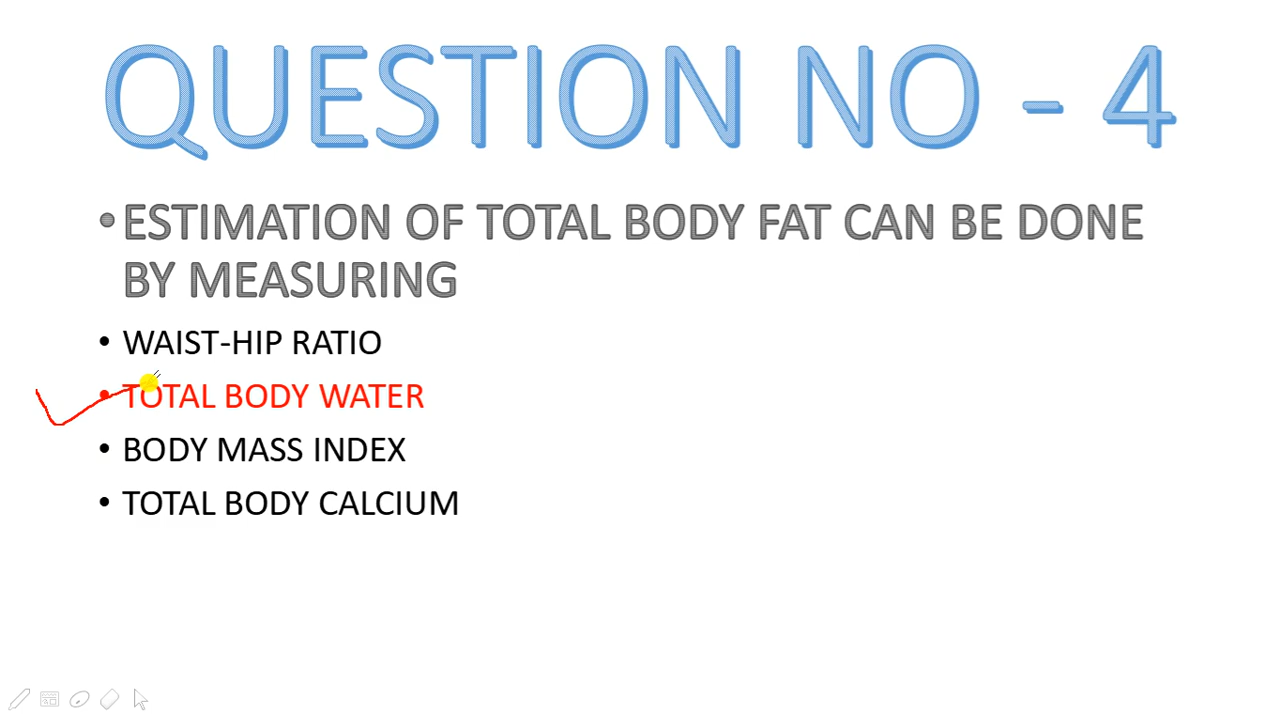 QUESTION NO - 4
•ESTIMATION OF TOTAL BODY FAT CAN BE DONE
BY MEASURING
• WAIST-HIP RATIO
• TOTAL BODY WATER
• BODY MASS INDEX
• TOTAL BODY CALCIUM